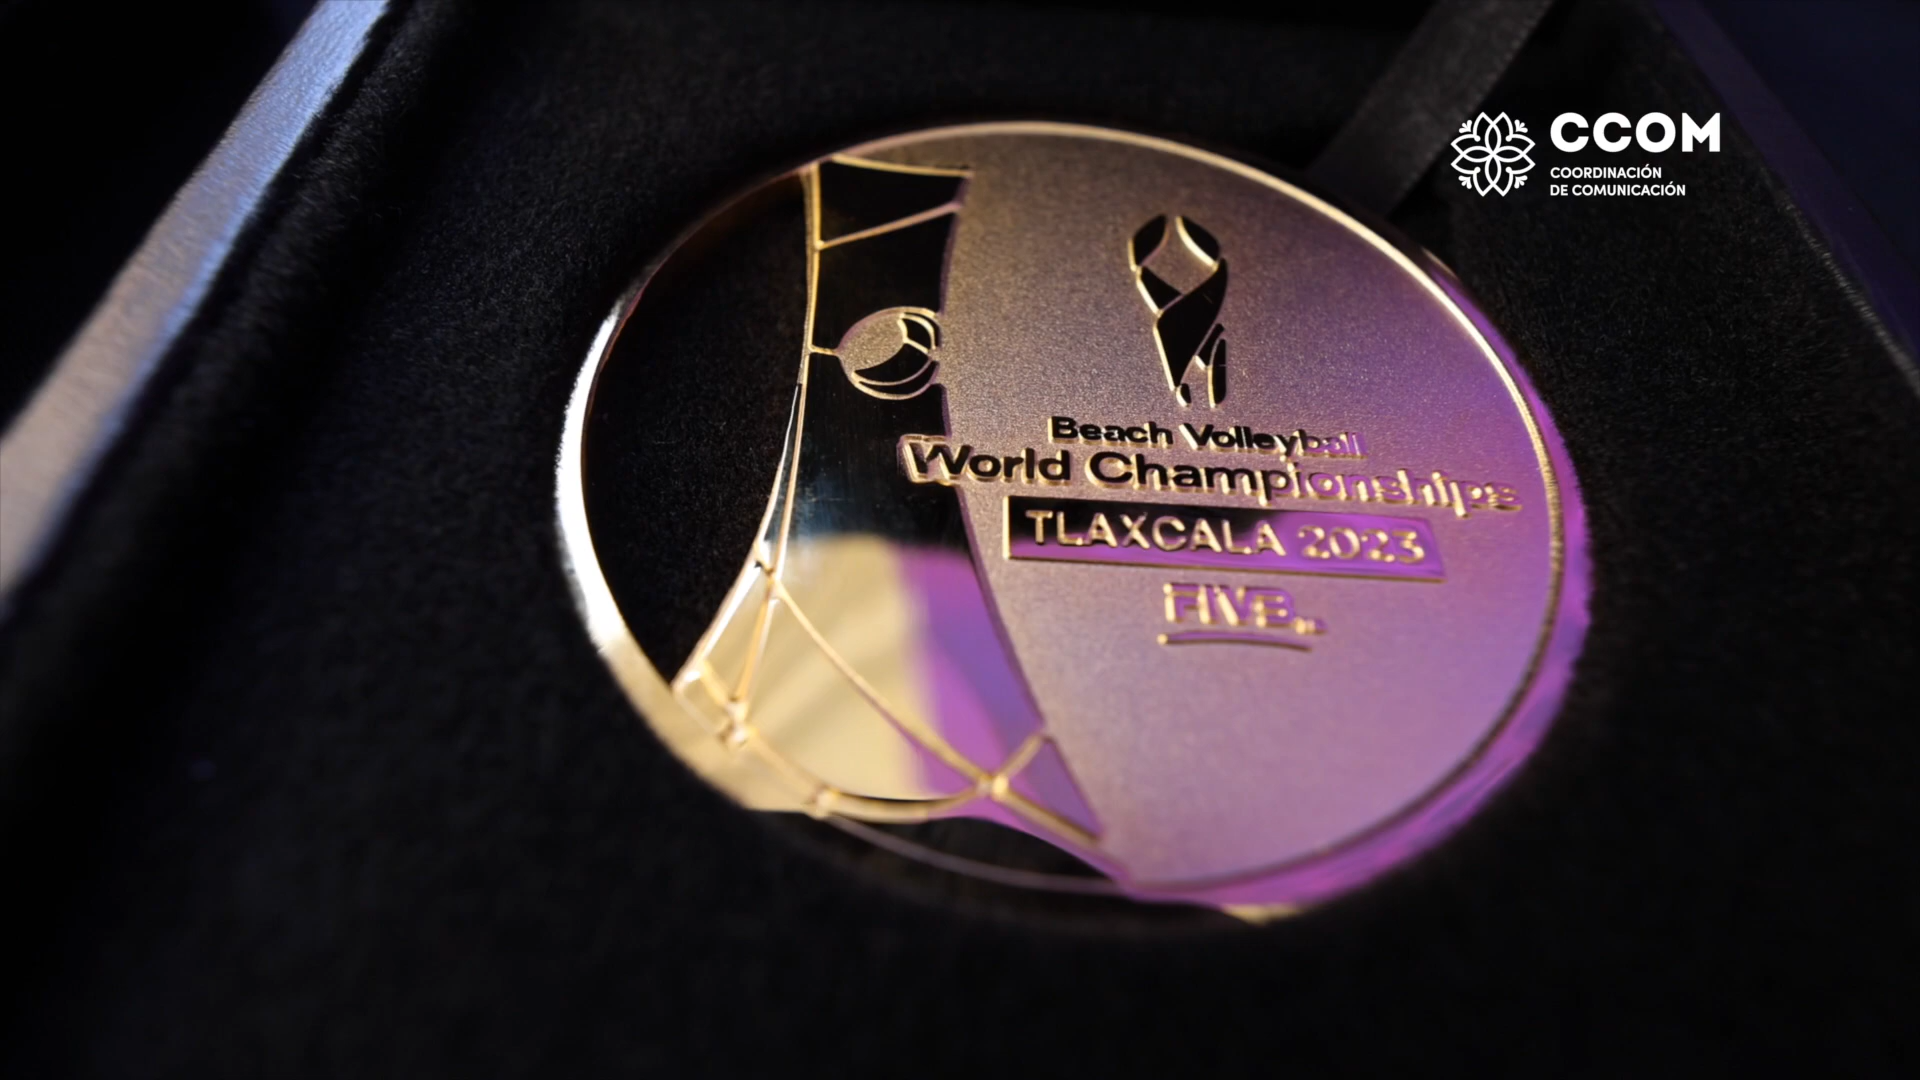 CCOM
COORDINACIÓN
DE COMUNICACIÓN
Beach Volleyball
World Championships
TLAXCALA 2023
FIVB